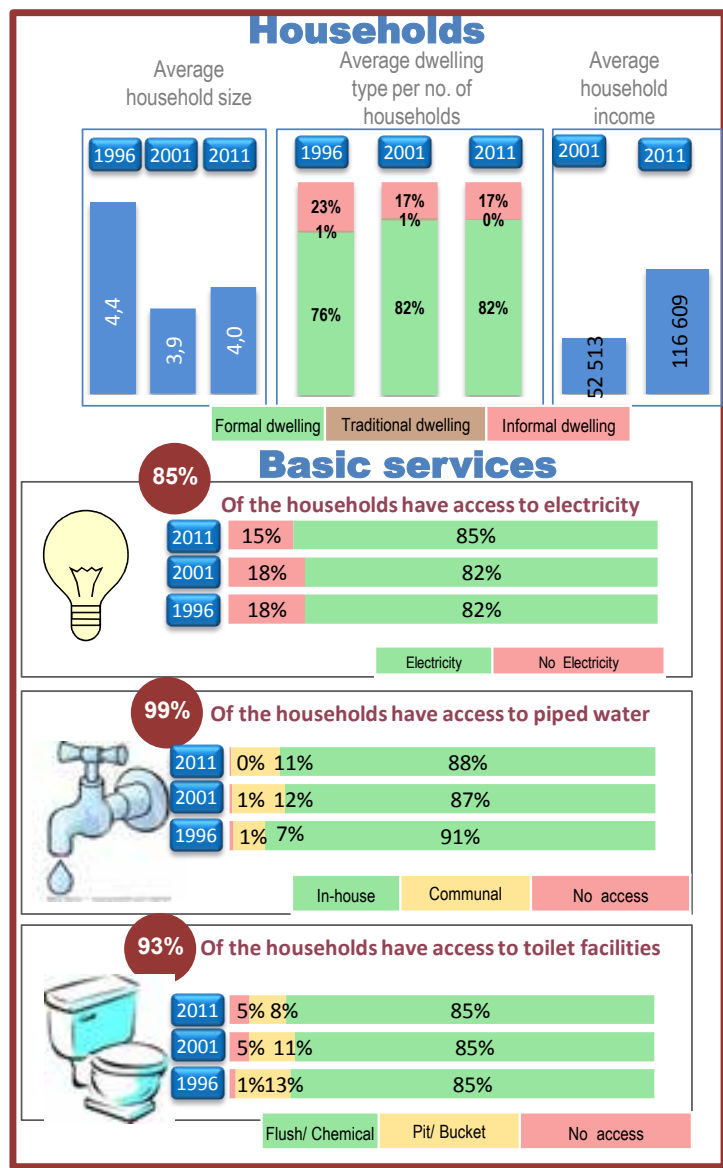 Households
Average
household size
Average dwelling
type per no. of
households
Average
household
income
1996 2001 2011
1996 2001 2011
2001 2011
4,4 3,9 4,0
23% 17% 17%
1% 1% 0%
76% 82% 82%
52 513 116 609
Formal dwelling Traditional dwelling Informal dwelling
Basic services
85%
Of the households have access to electricity
2011 15% 85%
2001 18% 82%
1996 18% 82%
Electricity No Electricity
99%
Of the households have access to piped water
2011 0% 11% 88%
2001 1% 12% 87%
1996 1% 7% 91%
In-house Communal No access
93%
Of the households have access to toilet facilities
2011 5% 8% 85%
2001 5% 11% 85%
1996 1% 13% 85%
Flush/ Chemical Pit/ Bucket No access